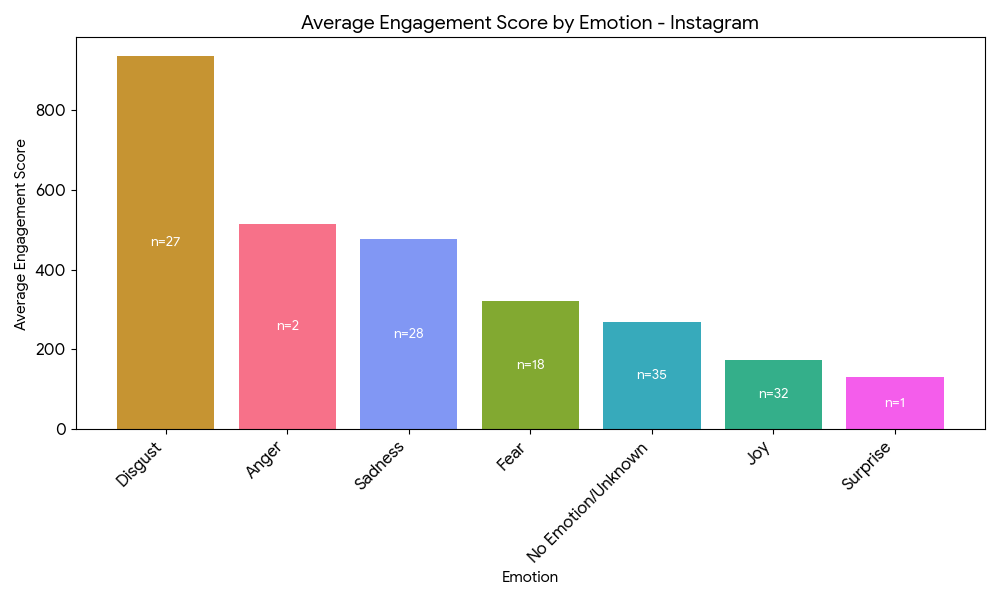 Average Engagement Score by Emotion - Instagram
Average Engagement Score
800
600
400
200
0
n=27
n=2
n=28
n=18
n=35
n=32
n=1
Disgust
Anger
Sadness
Fear
No Emotion/Unknown
Joy
Surprise
Emotion